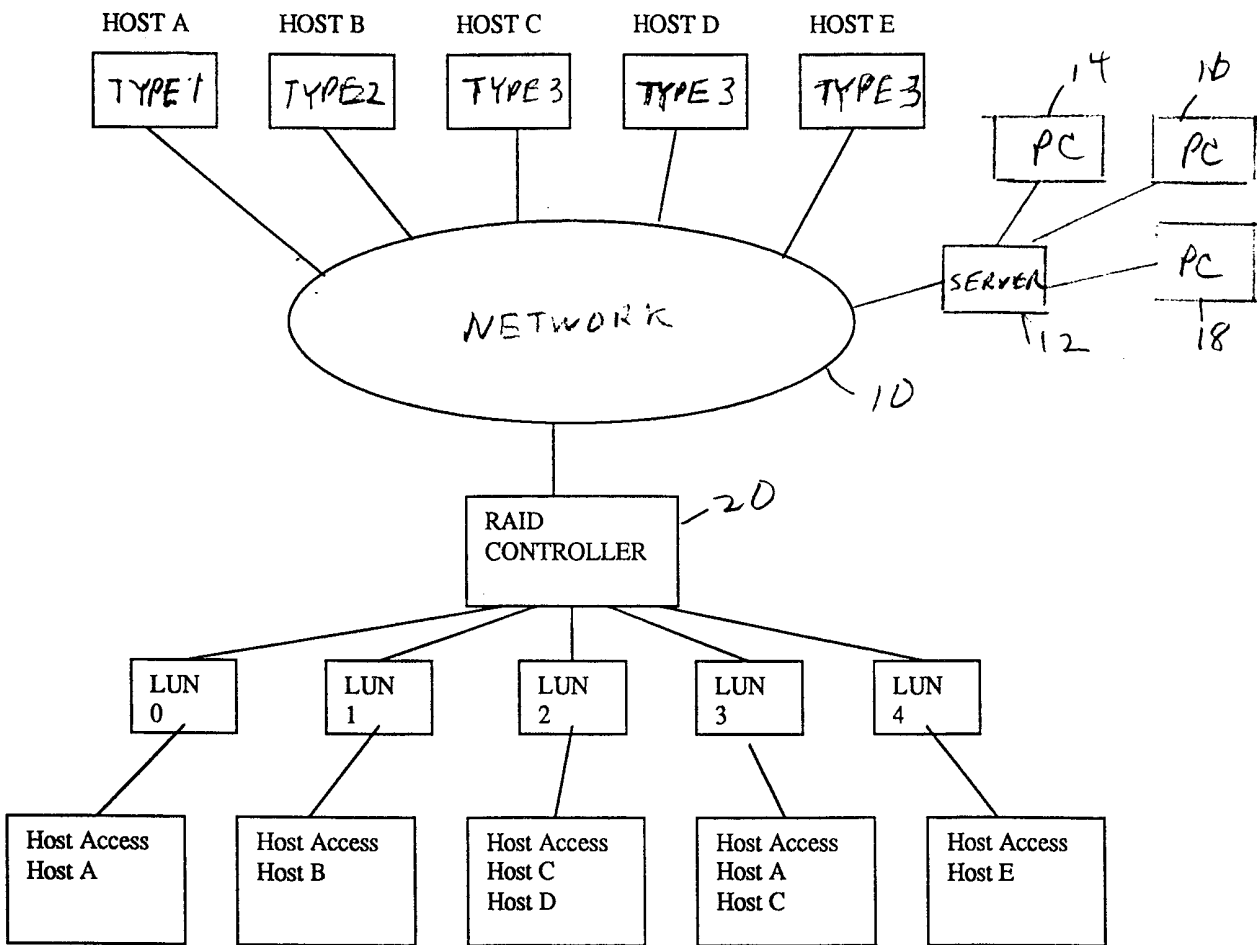 HOST A HOST B HOST C HOST D HOST E
TYPE 1 TYPE 2 TYPE 3 TYPE 3 TYPE 3
14 16
PC PC
SERVER PC
12 18
NETWORK
10
20
RAID
CONTROLLER
LUN
0
LUN
1
LUN
2
LUN
3
LUN
4
Host Access
Host A
Host Access
Host B
Host Access
Host C
Host D
Host Access
Host A
Host C
Host Access
Host E